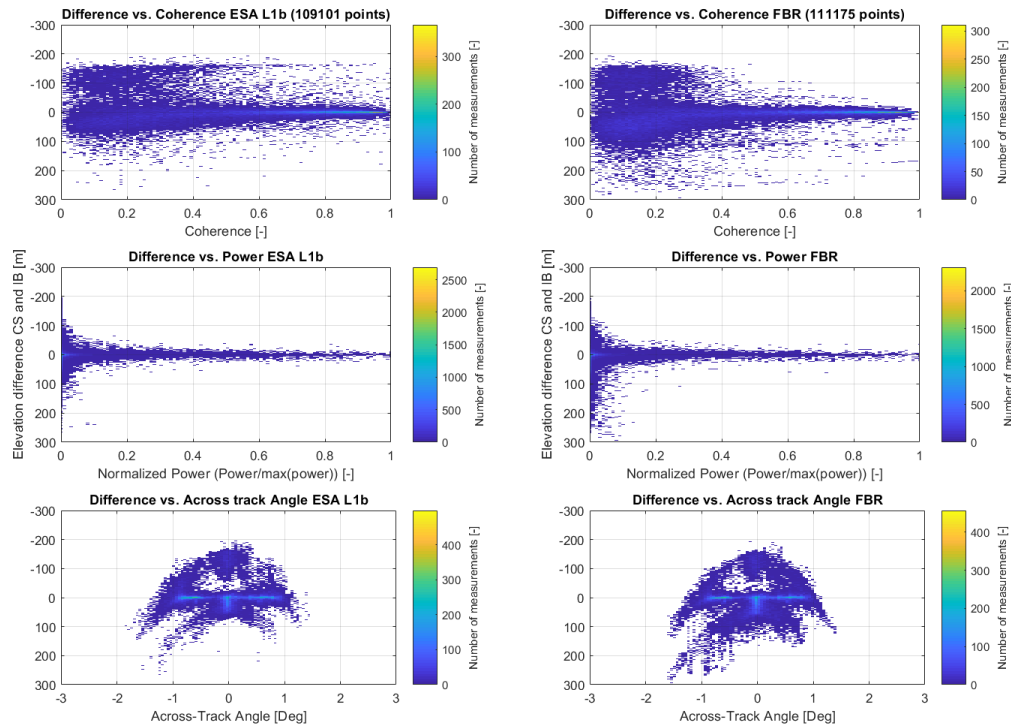 Difference vs. Coherence ESA L1b (109101 points)
-300
-200
-100
0
100
200
300
0 0.2 0.4 0.6 0.8 1
Coherence [-]
0
100
200
300
Number of measurements [-]
Difference vs. Coherence FBR (111175 points)
-300
-200
-100
0
100
200
300
0 0.2 0.4 0.6 0.8 1
Coherence [-]
0
50
100
150
200
250
300
Number of measurements [-]
Elevation difference CS and IB [m]
Difference vs. Power ESA L1b
-300
-200
-100
0
100
200
300
0 0.2 0.4 0.6 0.8 1
Normalized Power (Power/max(power)) [-]
0
500
1000
1500
2000
2500
Number of measurements [-]
Elevation difference CS and IB [m]
Difference vs. Power FBR
-300
-200
-100
0
100
200
300
0 0.2 0.4 0.6 0.8 1
Normalized Power (Power/max(power)) [-]
0
500
1000
1500
2000
Number of measurements [-]
Difference vs. Across track Angle ESA L1b
-300
-200
-100
0
100
200
300
-3 -2 -1 0 1 2 3
Across-Track Angle [Deg]
0
100
200
300
400
Number of measurements [-]
Difference vs. Across track Angle FBR
-300
-200
-100
0
100
200
300
-3 -2 -1 0 1 2 3
Across-Track Angle [Deg]
0
100
200
300
400
Number of measurements [-]